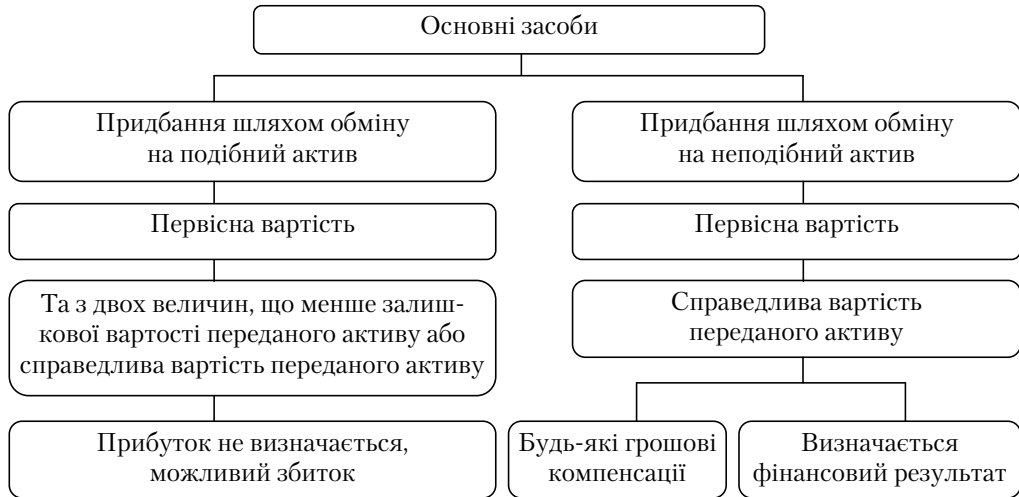 Основні засоби
Придбання шляхом обміну
на подібний актив
Первісна вартість
Та з двох величин, що менше залиш-
кової вартості переданого активу або
справедлива вартість переданого активу
Прибуток не визначається,
можливий збиток
Придбання шляхом обміну
на неподібний актив
Первісна вартість
Справедлива вартість
переданого активу
Будь-які грошові
компенсації
Визначається
фінансовий результат